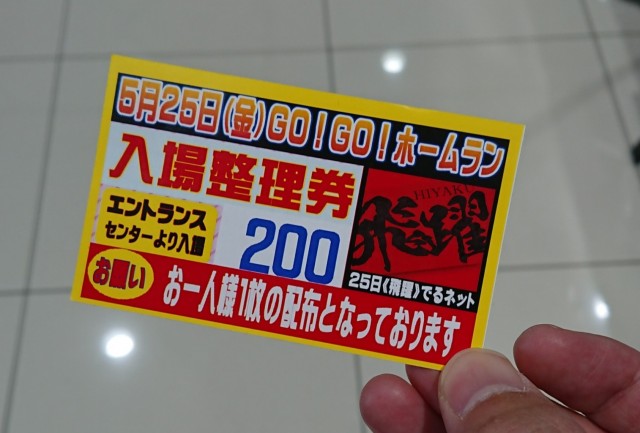 5月25日(金)GO!GO!ホームラン
入場整理券
エントランス
センターより入場
200
HIYAKU
飛躍
25日《飛躍》でるネット
お願い
お一人様1枚の配布となっております